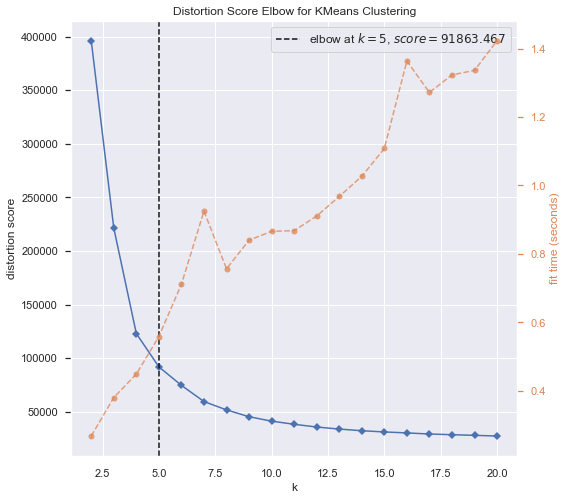 Distortion Score Elbow for KMeans Clustering
elbow at k = 5, score = 91863.467
400000
350000
300000
250000
200000
150000
100000
50000
distortion score
1.4
1.2
1.0
0.8
0.6
0.4
fit time (seconds)
2.5 5.0 7.5 10.0 12.5 15.0 17.5 20.0
k